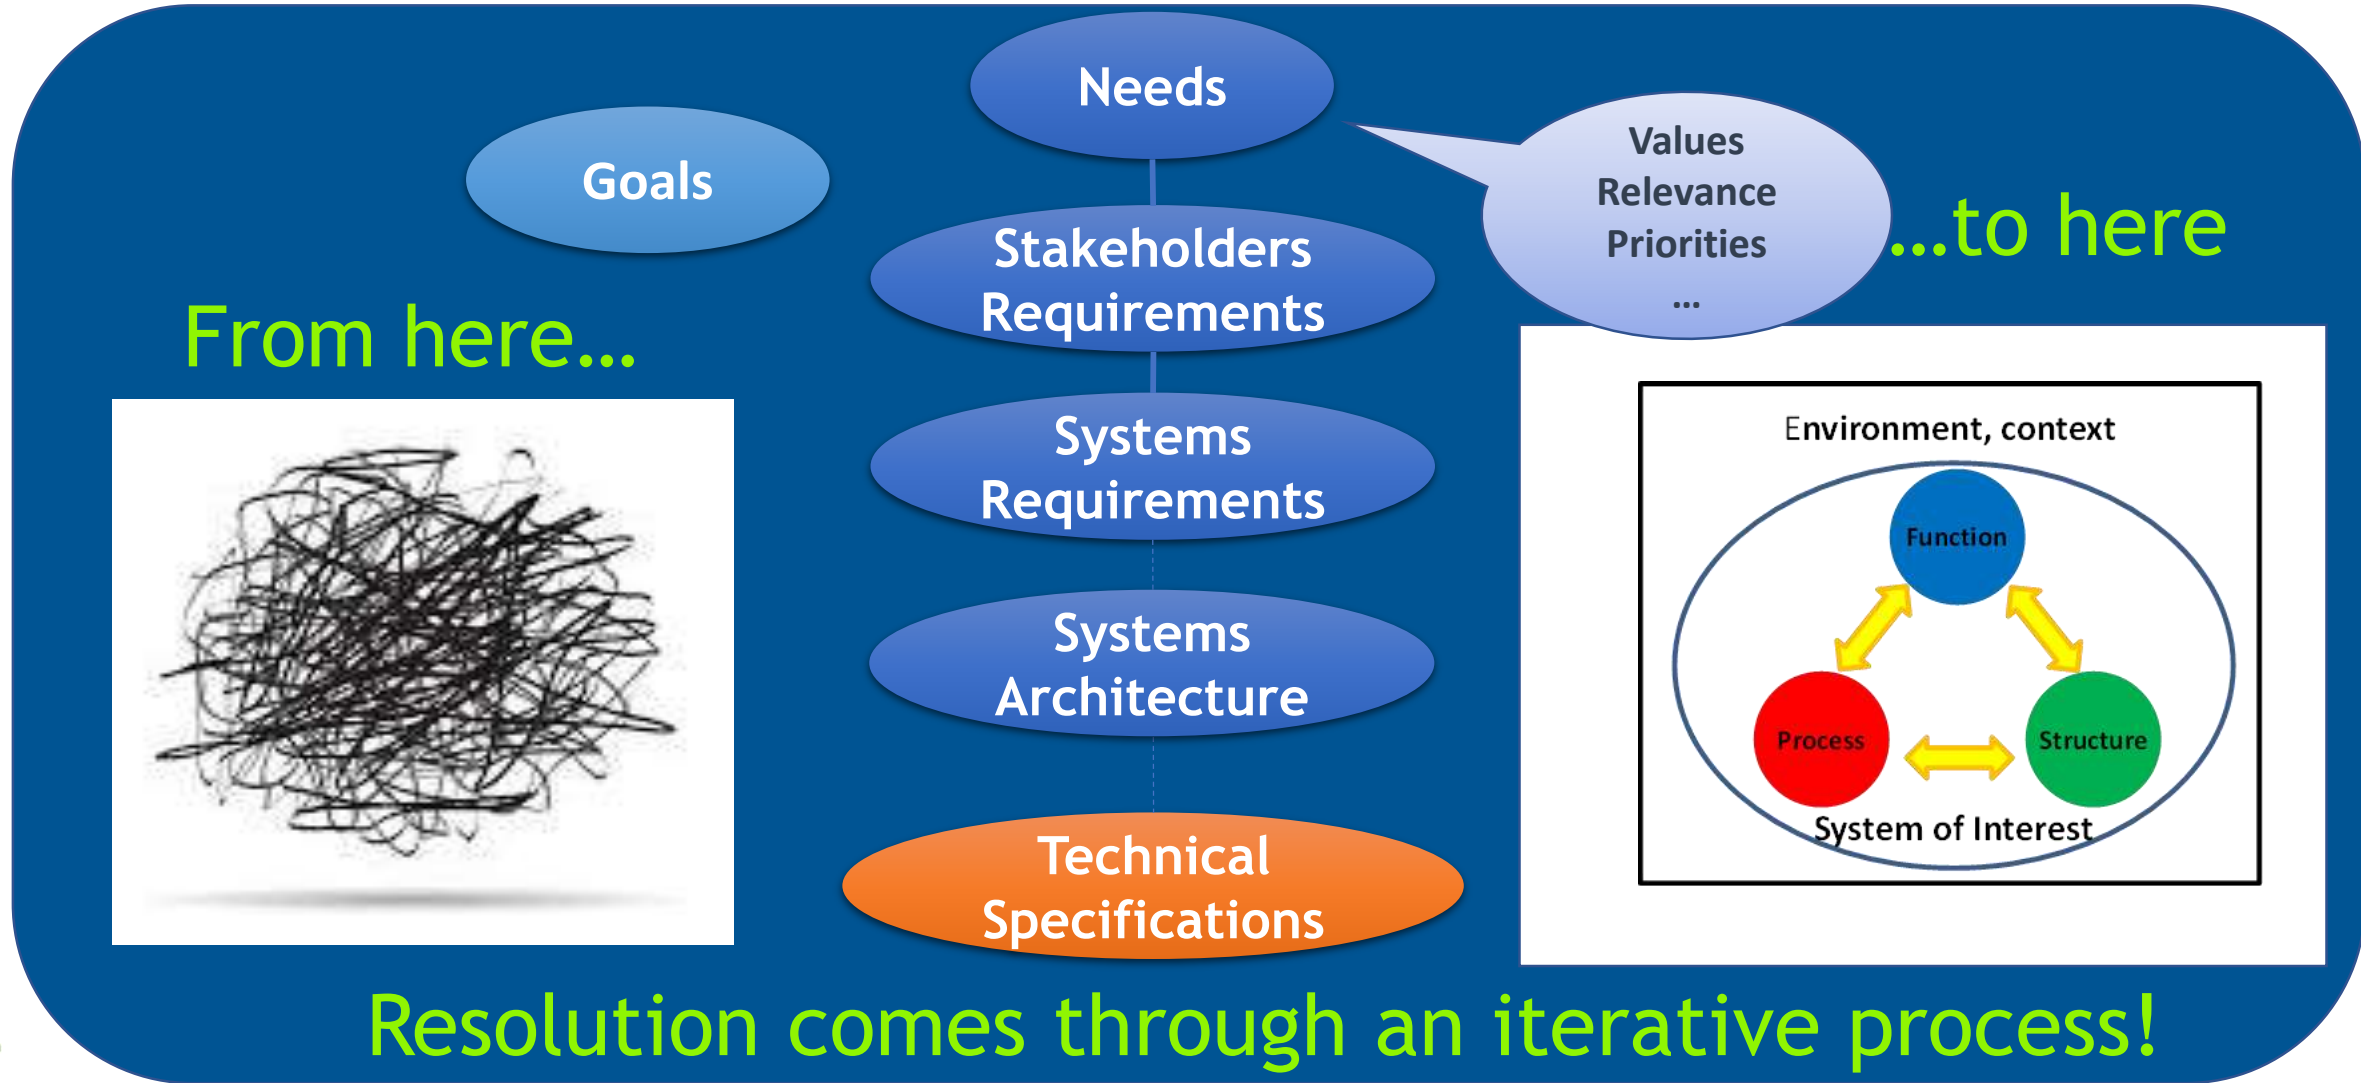 Needs
Goals
Values
Relevance
Priorities
...
Stakeholders
Requirements
From here...
...to here
Systems
Requirements
Environment, context
Function
Process
Structure
System of Interest
Systems
Architecture
Technical
Specifications
Resolution comes through an iterative process!